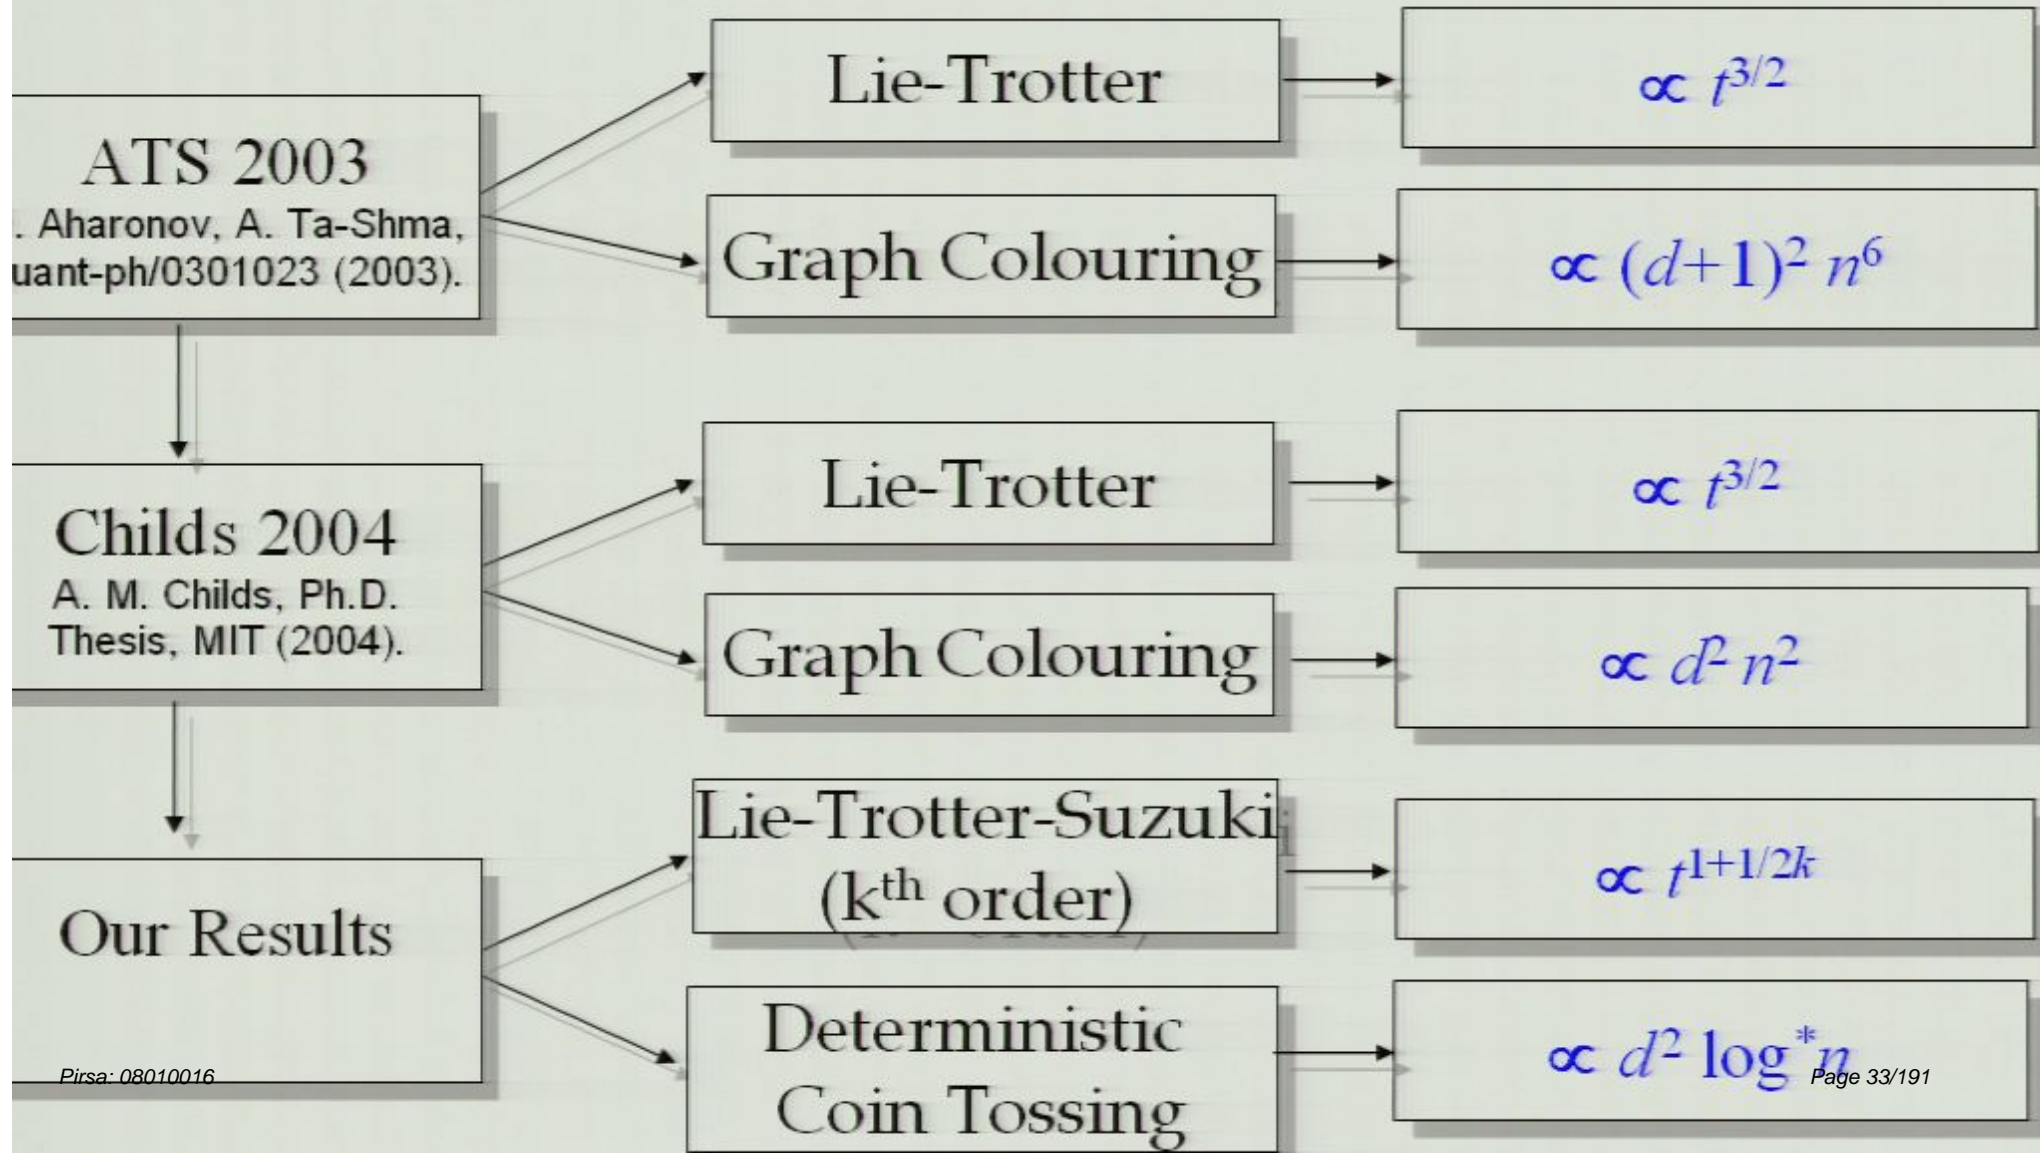 ATS 2003
. Aharonov, A. Ta-Shma,
uant-ph/0301023 (2003).
Lie-Trotter
∝ t^{3/2}
Graph Colouring
∝ (d+1)² n⁶
Childs 2004
A. M. Childs, Ph.D.
Thesis, MIT (2004).
Lie-Trotter
∝ t^{3/2}
Graph Colouring
∝ d² n²
Our Results
Lie-Trotter-Suzuki
(kᵗʰ order)
∝ t^{1+1/2k}
Deterministic
Coin Tossing
∝ d² log*n
Pirsa: 08010016
Page 33/191